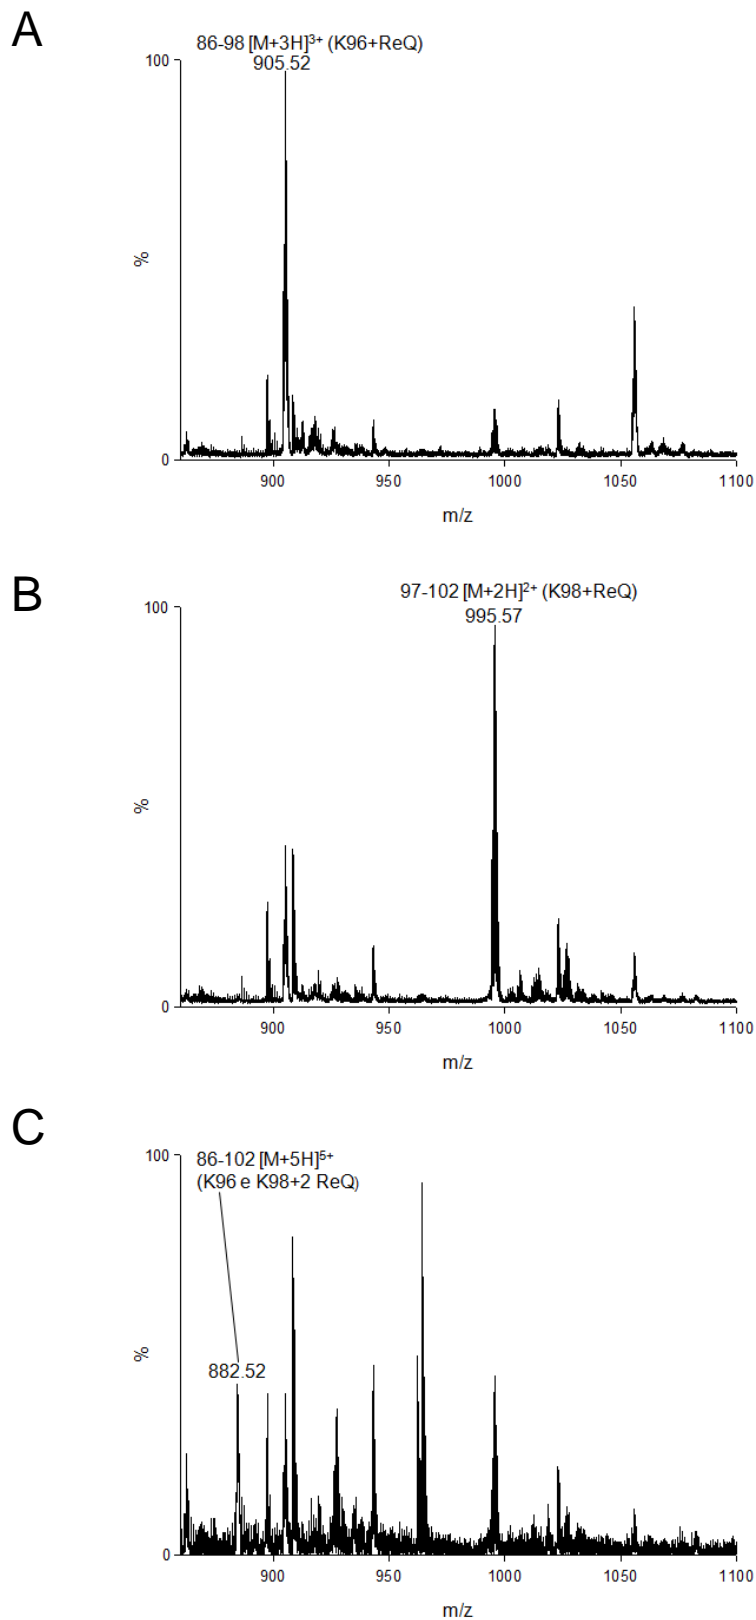 A
86-98 [M+3H]³⁺ (K96+ReQ)
905.52
100
%
0
900 950 1000 1050 1100
m/z
B
97-102 [M+2H]²⁺ (K98+ReQ)
995.57
100
%
0
900 950 1000 1050 1100
m/z
C
100
86-102 [M+5H]⁵⁺
(K96 e K98+2 ReQ)
882.52
%
0
900 950 1000 1050 1100
m/z